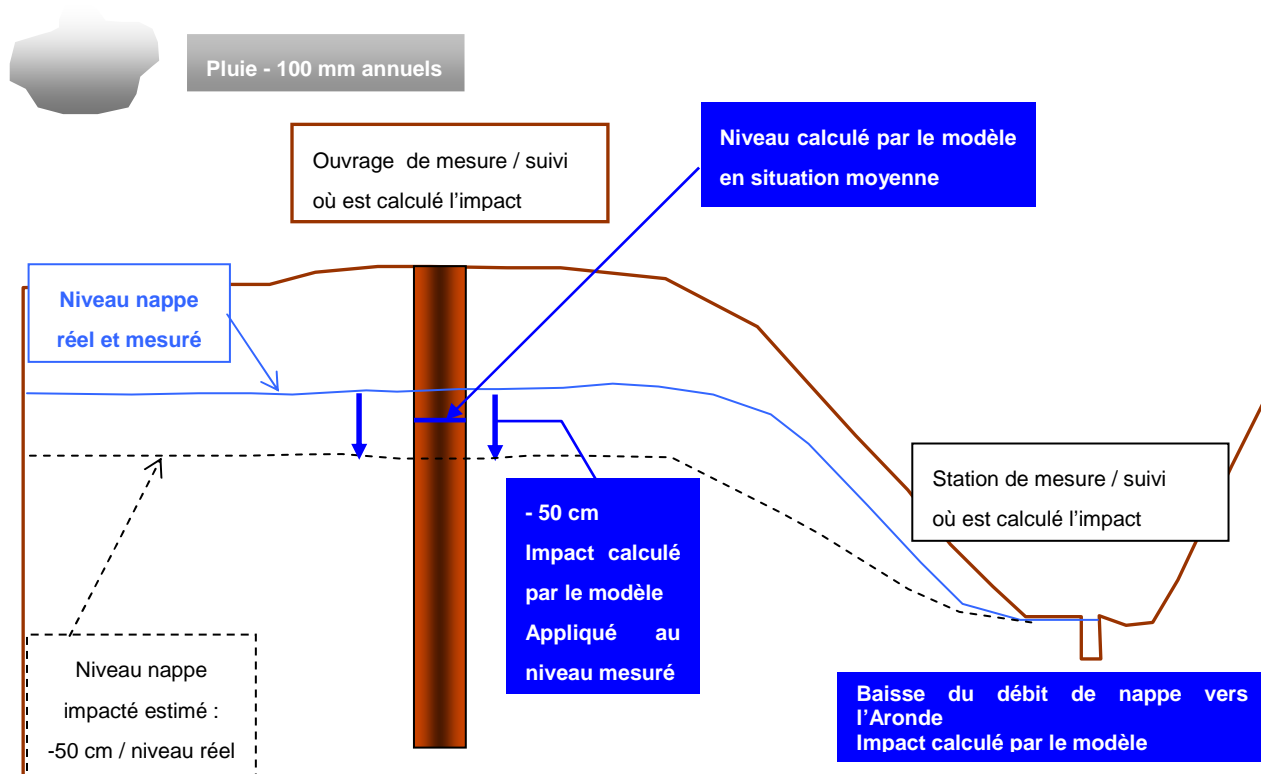 Pluie - 100 mm annuels
Ouvrage de mesure / suivi
où est calculé l'impact
Niveau calculé par le modèle
en situation moyenne
Niveau nappe
réel et mesuré
Station de mesure / suivi
où est calculé l'impact
- 50 cm
Impact calculé
par le modèle
Appliqué au
niveau mesuré
Niveau nappe
impacté estimé :
-50 cm / niveau réel
Baisse du débit de nappe vers
l'Aronde
Impact calculé par le modèle